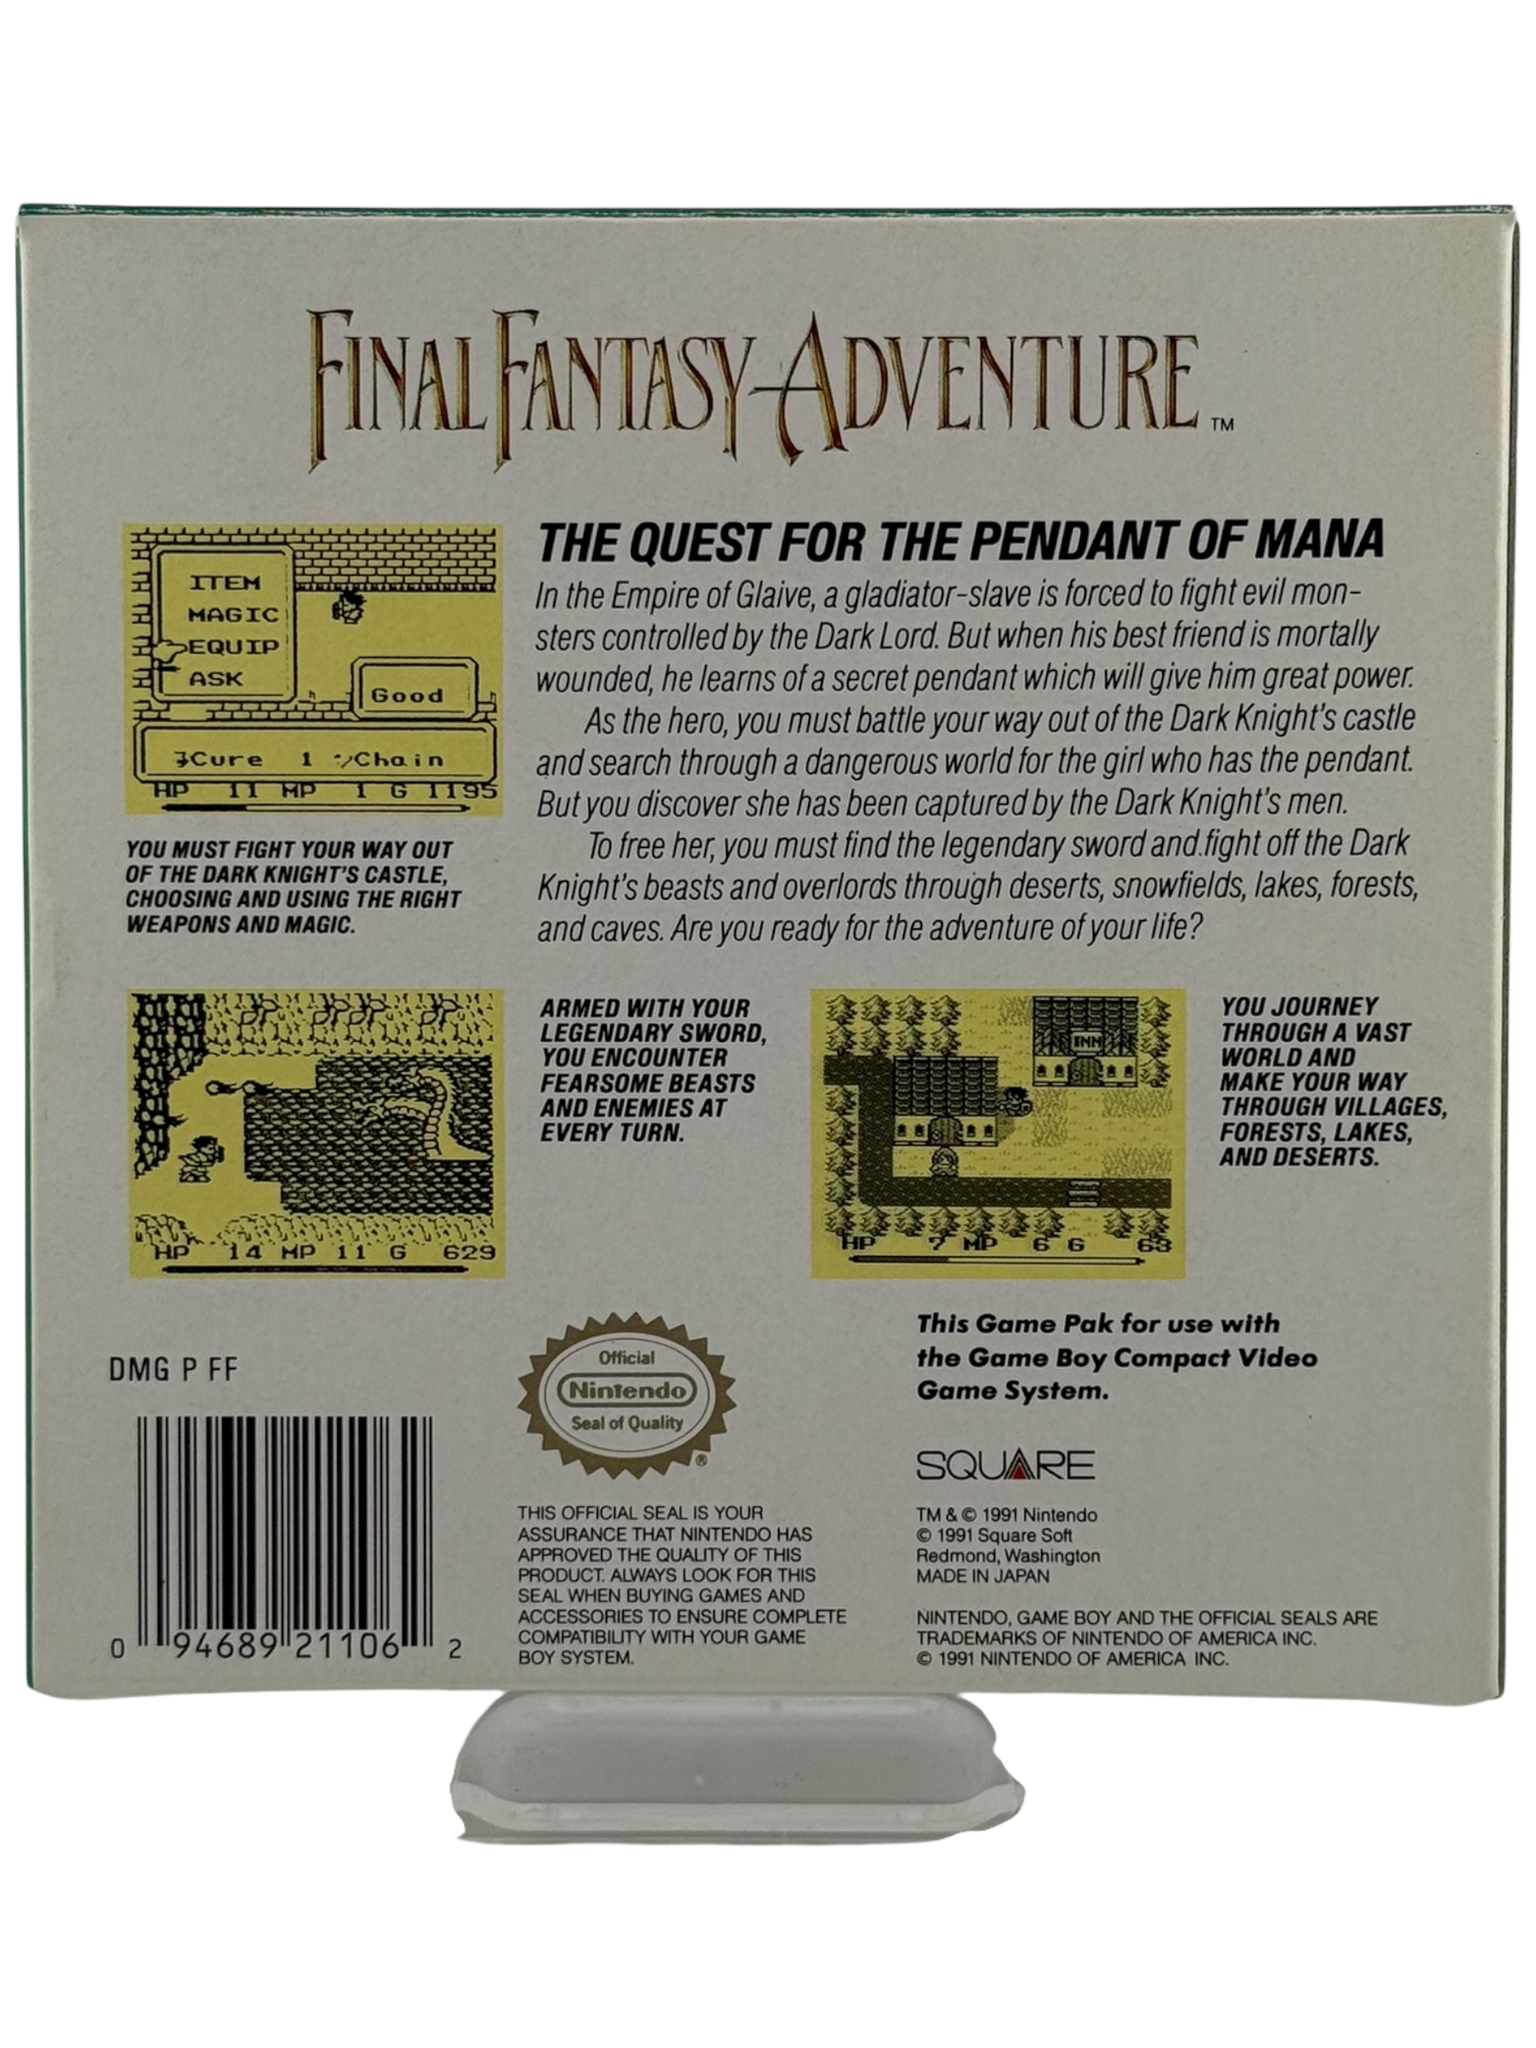 FINAL FANTASY ADVENTURE™
ITEM
MAGIC
EQUIP
ASK
Good
Cure 1 Chain
HP 11 MP 1 G 1195
YOU MUST FIGHT YOUR WAY OUT
OF THE DARK KNIGHT'S CASTLE,
CHOOSING AND USING THE RIGHT
WEAPONS AND MAGIC.
THE QUEST FOR THE PENDANT OF MANA
In the Empire of Glaive, a gladiator-slave is forced to fight evil mon-
sters controlled by the Dark Lord. But when his best friend is mortally
wounded, he learns of a secret pendant which will give him great power.
As the hero, you must battle your way out of the Dark Knight's castle
and search through a dangerous world for the girl who has the pendant.
But you discover she has been captured by the Dark Knight's men.
To free her, you must find the legendary sword and fight off the Dark
Knight's beasts and overlords through deserts, snowfields, lakes, forests,
and caves. Are you ready for the adventure of your life?
HP 14 MP 11 G 629
ARMED WITH YOUR
LEGENDARY SWORD,
YOU ENCOUNTER
FEARSOME BEASTS
AND ENEMIES AT
EVERY TURN.
INN
HP 7 MP 6 G 63
YOU JOURNEY
THROUGH A VAST
WORLD AND
MAKE YOUR WAY
THROUGH VILLAGES,
FORESTS, LAKES,
AND DESERTS.
DMG P FF
0 94689 21106 2
Official
Nintendo
Seal of Quality
®
THIS OFFICIAL SEAL IS YOUR
ASSURANCE THAT NINTENDO HAS
APPROVED THE QUALITY OF THIS
PRODUCT. ALWAYS LOOK FOR THIS
SEAL WHEN BUYING GAMES AND
ACCESSORIES TO ENSURE COMPLETE
COMPATIBILITY WITH YOUR GAME
BOY SYSTEM.
This Game Pak for use with
the Game Boy Compact Video
Game System.
SQUARE
TM & © 1991 Nintendo
© 1991 Square Soft
Redmond, Washington
MADE IN JAPAN
NINTENDO, GAME BOY AND THE OFFICIAL SEALS ARE
TRADEMARKS OF NINTENDO OF AMERICA INC.
© 1991 NINTENDO OF AMERICA INC.